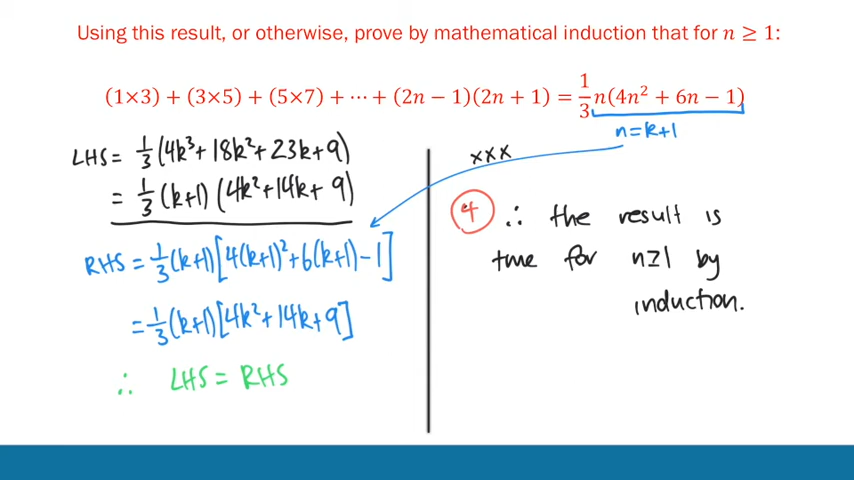 Using this result, or otherwise, prove by mathematical induction that for n ≥ 1:
(1×3) + (3×5) + (5×7) + ⋯ + (2n − 1)(2n + 1) = 1/3 n(4n² + 6n − 1)
n=k+1
LHS = 1/3 (4k³+18k²+23k+9)
= 1/3 (k+1) (4k²+14k+9)
RHS = 1/3 (k+1)[4(k+1)²+6(k+1)-1]
= 1/3 (k+1)[4k²+14k+9]
∴ LHS = RHS
xxx
4 ∴ the result is
true for n≥1 by
induction.